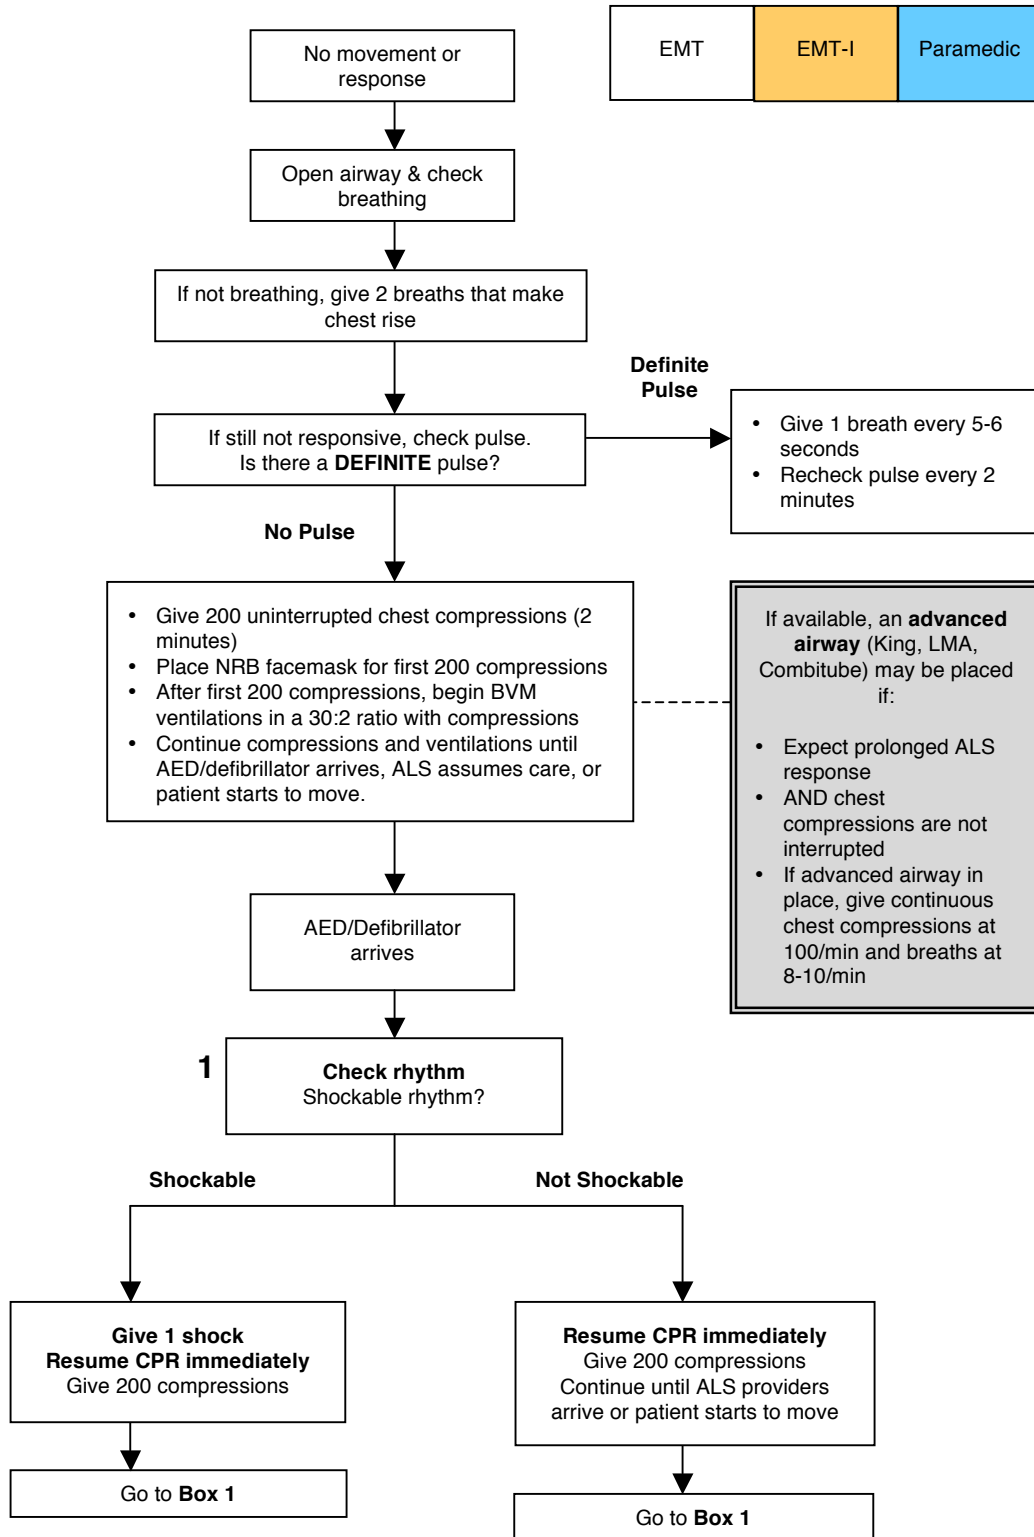 EMT
EMT-I
Paramedic
No movement or
response
Open airway & check
breathing
If not breathing, give 2 breaths that make
chest rise
Definite
Pulse
If still not responsive, check pulse.
Is there a DEFINITE pulse?
• Give 1 breath every 5-6
seconds
• Recheck pulse every 2
minutes
No Pulse
• Give 200 uninterrupted chest compressions (2
minutes)
• Place NRB facemask for first 200 compressions
• After first 200 compressions, begin BVM
ventilations in a 30:2 ratio with compressions
• Continue compressions and ventilations until
AED/defibrillator arrives, ALS assumes care, or
patient starts to move.
If available, an advanced
airway (King, LMA,
Combitube) may be placed
if:
• Expect prolonged ALS
response
• AND chest
compressions are not
interrupted
• If advanced airway in
place, give continuous
chest compressions at
100/min and breaths at
8-10/min
AED/Defibrillator
arrives
1
Check rhythm
Shockable rhythm?
Shockable
Not Shockable
Give 1 shock
Resume CPR immediately
Give 200 compressions
Resume CPR immediately
Give 200 compressions
Continue until ALS providers
arrive or patient starts to move
Go to Box 1
Go to Box 1